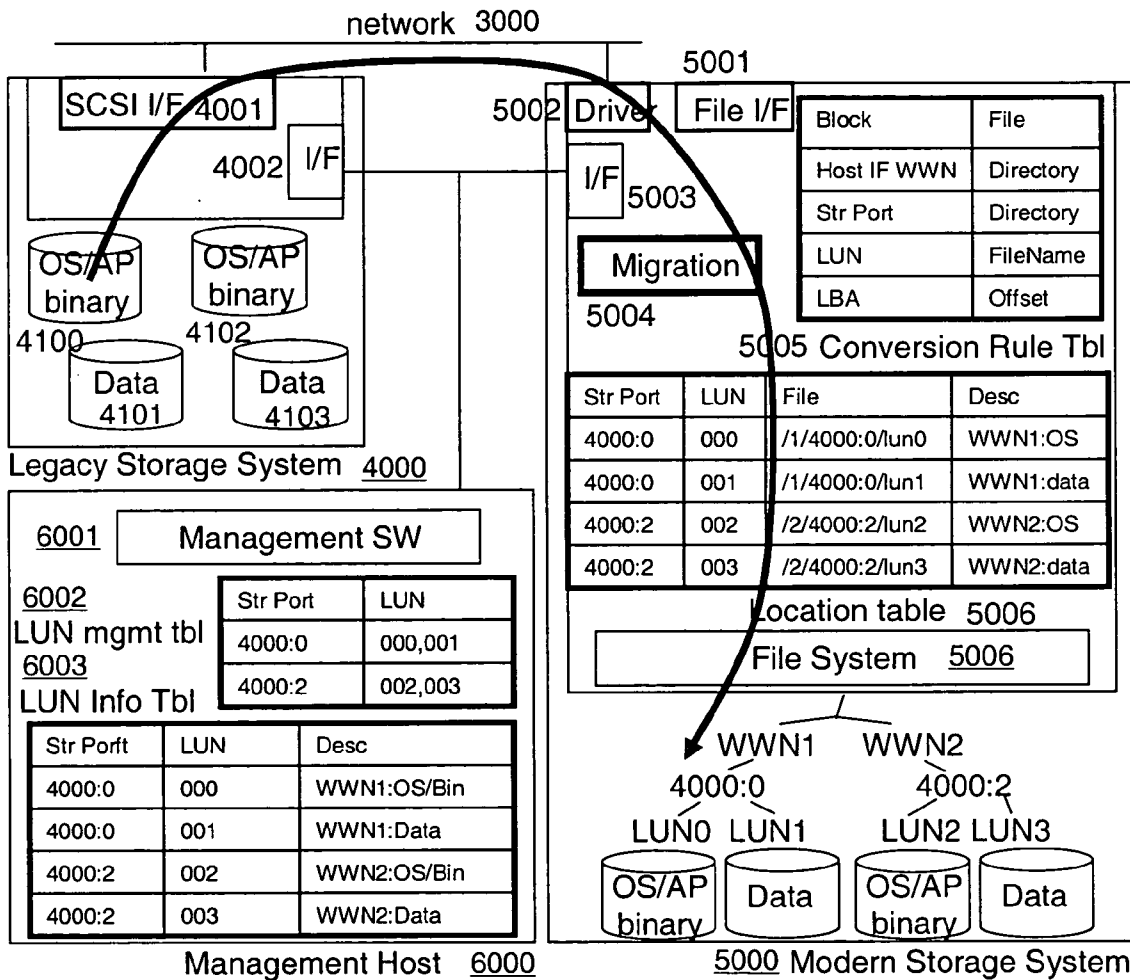 network 3000
SCSI I/F 4001
4002 I/F
OS/AP binary
4100
OS/AP binary
4102
Data
4101
Data
4103
Legacy Storage System 4000
5001
5002 Driver File I/F
I/F 5003
Block File
Host IF WWN Directory
Str Port Directory
LUN FileName
LBA Offset
Migration
5004
5005 Conversion Rule Tbl
Str Port LUN File Desc
4000:0 000 /1/4000:0/lun0 WWN1:OS
4000:0 001 /1/4000:0/lun1 WWN1:data
4000:2 002 /2/4000:2/lun2 WWN2:OS
4000:2 003 /2/4000:2/lun3 WWN2:data
Location table 5006
File System 5006
6001 Management SW
6002
LUN mgmt tbl
Str Port LUN
4000:0 000,001
4000:2 002,003
6003
LUN Info Tbl
Str Porft LUN Desc
4000:0 000 WWN1:OS/Bin
4000:0 001 WWN1:Data
4000:2 002 WWN2:OS/Bin
4000:2 003 WWN2:Data
Management Host 6000
WWN1 WWN2
4000:0 4000:2
LUN0 LUN1 LUN2 LUN3
OS/AP binary
Data
OS/AP binary
Data
5000 Modern Storage System